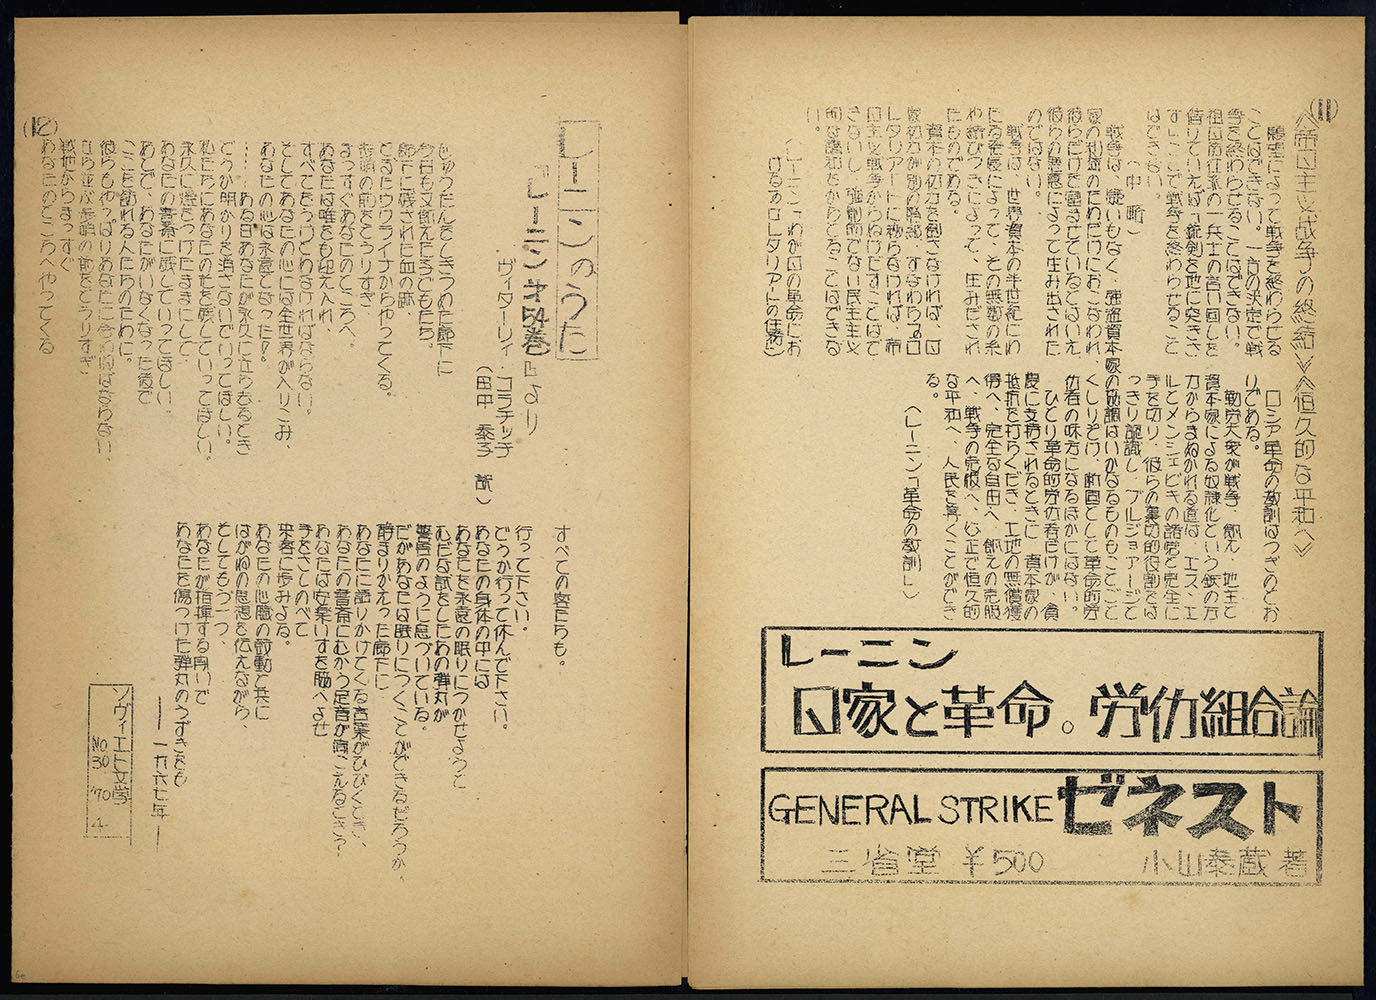 (11)
≪帝国主義戦争の終結≫≪恒久的な平和へ≫
願望によって戦争を終わらせる
ことはできない。一方の決定で戦
争を終わらせることはできない。
祖国防衛派の一兵士の言い回しを
借りていえば「銃剣を地に突きさ
す」ことで戦争を終わらせること
はできない。
（中 略）
戦争は、疑いもなく、強盗資本
家の利益のためだけにおこなわれ
彼らだけを富ませているとはいえ
彼らの悪意によって生み出された
のではない。
戦争は、世界資本の半世紀にわ
たる発展によって、その無数の糸
や結びつきによって、圧みだされ
たものである。
資本の権力を倒さなければ、国
家権力が別の階級、すなわちプロ
レタリアートに移らなければ、帝
国主義戦争からぬけだすことはで
きないし、強制的でない民主主義
的な講和をかちとることはできな
い。
（レーニン「わが国の革命にお
けるプロレタリアートの任務）
ロシア革命の教訓はつぎのとお
りである。
勤労大衆が戦争、飢え、地主と
資本家による奴隷化という鉄の万
力からまぬかれる道は、エス、エ
ルとメンシェビキの諸党と完全に
手を切り、彼らの裏切的役割をは
っきり認識し、ブルジョアージと
の協調はいかなるものもことごと
くしりぞけ、断固として革命的労
仂者の味方になるほかにはない。
ひとり革命的労仂者だけが、貧
農に支持されるときに、資本家の
抵抗を打ちくだき、土地の無償獲
得へ、完全な自由へ、飢えの克服
へ、戦争の克服へ、公正で恒久的
な平和へ、人民を導くことができ
る。
（レーニン「革命の教訓」）
レーニン
国家と革命。労仂組合論
GENERAL STRIKE ゼネスト
三省堂 ¥500 小山泰蔵 著
(12)
レーニンのうた
『レーニン才54巻』より
ヴィターレィ・コラチッチ
（田中 泰子 訳）
じゅうたんをしきつめた廊下に
今日も又飢えた子どもたち。
廊下に残された血の跡、
とるたウクライナからやってくる。
歩哨の前をとうりすぎ
まっすぐあなたのところへ。
あなたは唯をも迎え入れ、
すべてをうけとめなければならない。
そしてあなたの心には全世界が入りこみ、
あなたの心は永遠となった!。
……ある日あなたが永久に立ち去るとき
どうか明かりを消さないでいってほしい。
私たちにあなたの灯を残していってほしい。
永久に燈をつけたままにして、
あなたの書斎に残していってほしい。
あとで、あなたがいなくなった後で
ここを訪れる人たちのために。
彼らもやっぱりあなたに会わねばならない、
なら並ぶ歩哨の前をとうりすぎ
戦地からまっすぐ
あなたのところへやってくる
すべての客たちも。
行って下さい。
どうか行って休んで下さい。
あなたの身体の中には
あなたを永遠の眠りにつかせようと
むだな試をしたあの弾丸が
警告のように息づいている。
だがあなたは眠りにつくことができるだろうか、
静まりかえった廊下に、
あなたに語りかけてくる言葉がひびくとき、
あなたの書斎にむかう足音が聞こえるとき?
あなたは安楽いすを脇へよせ
手をさしのべて
来客に歩みよる。
あなたの心臓の鼓動と共に
はがねの思想を伝えながら、
そしてもう一つ、
あなたが指揮する向いで
あなたを傷つけた弾丸のうずきをも
―― 一九六七年 ――
ソヴィエト文学
NO.30 '70 1.